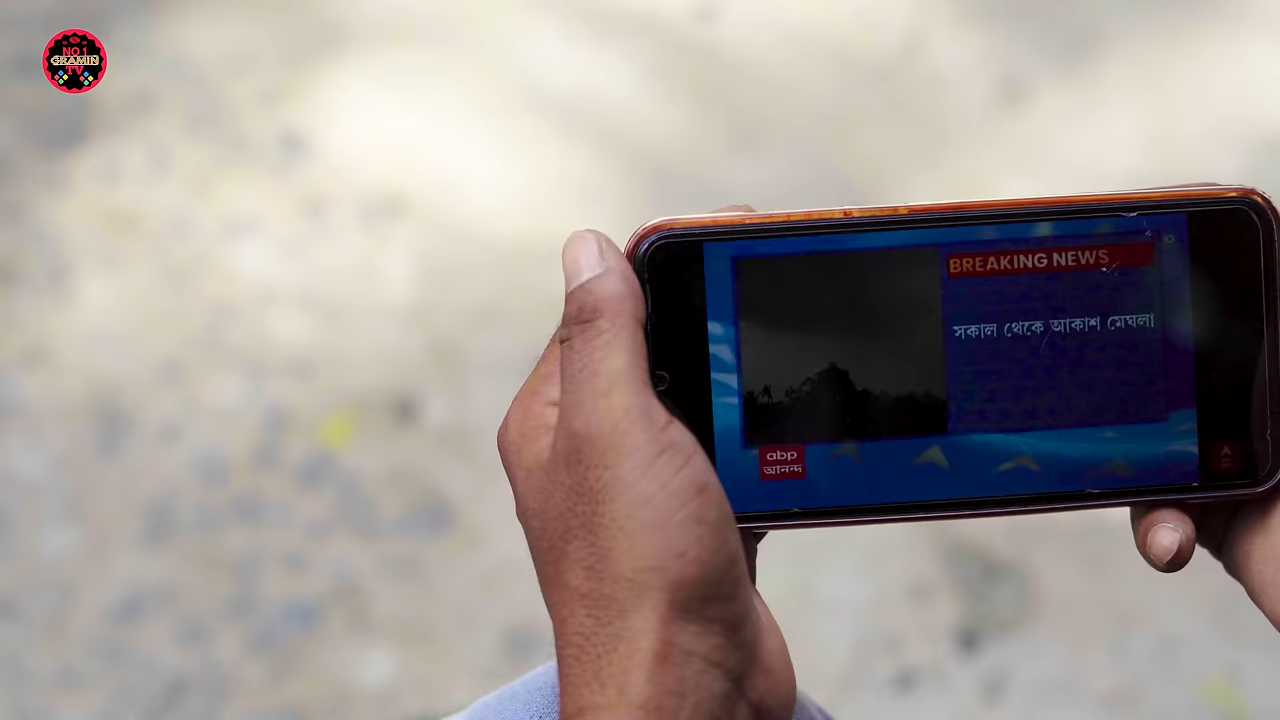 NO 1
GRAMIN
TV
BREAKING NEWS
সকাল থেকে আকাশ মেঘলা
abp
আনন্দ